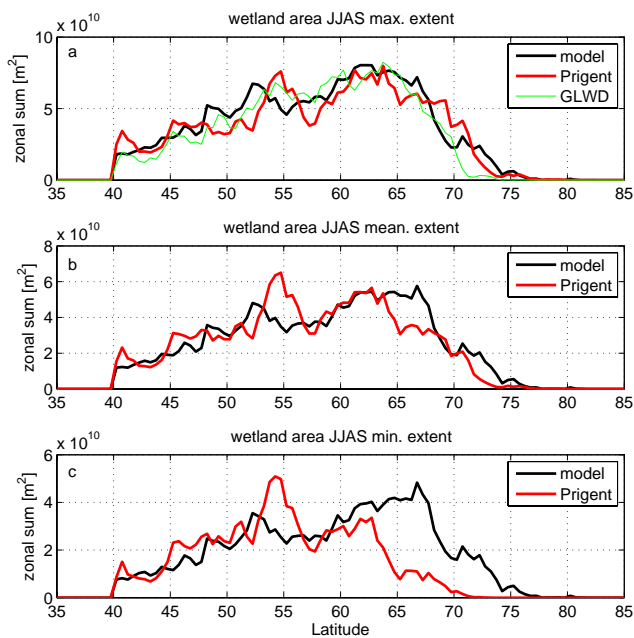 wetland area JJAS max. extent
x 10^10
a
zonal sum [m²]
10
5
0
model
Prigent
GLWD
35 40 45 50 55 60 65 70 75 80 85
wetland area JJAS mean. extent
x 10^10
b
zonal sum [m²]
8
6
4
2
0
model
Prigent
35 40 45 50 55 60 65 70 75 80 85
wetland area JJAS min. extent
x 10^10
c
zonal sum [m²]
6
4
2
0
model
Prigent
35 40 45 50 55 60 65 70 75 80 85
Latitude